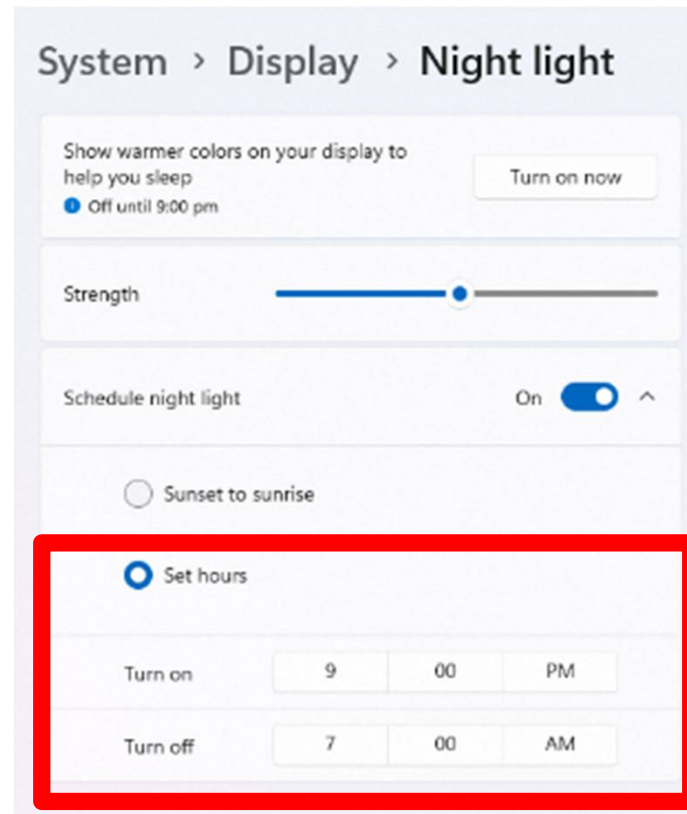 System > Display > Night light
Show warmer colors on your display to
help you sleep
Off until 9:00 pm
Turn on now
Strength
Schedule night light
On
Sunset to sunrise
Set hours
Turn on 9 00 PM
Turn off 7 00 AM